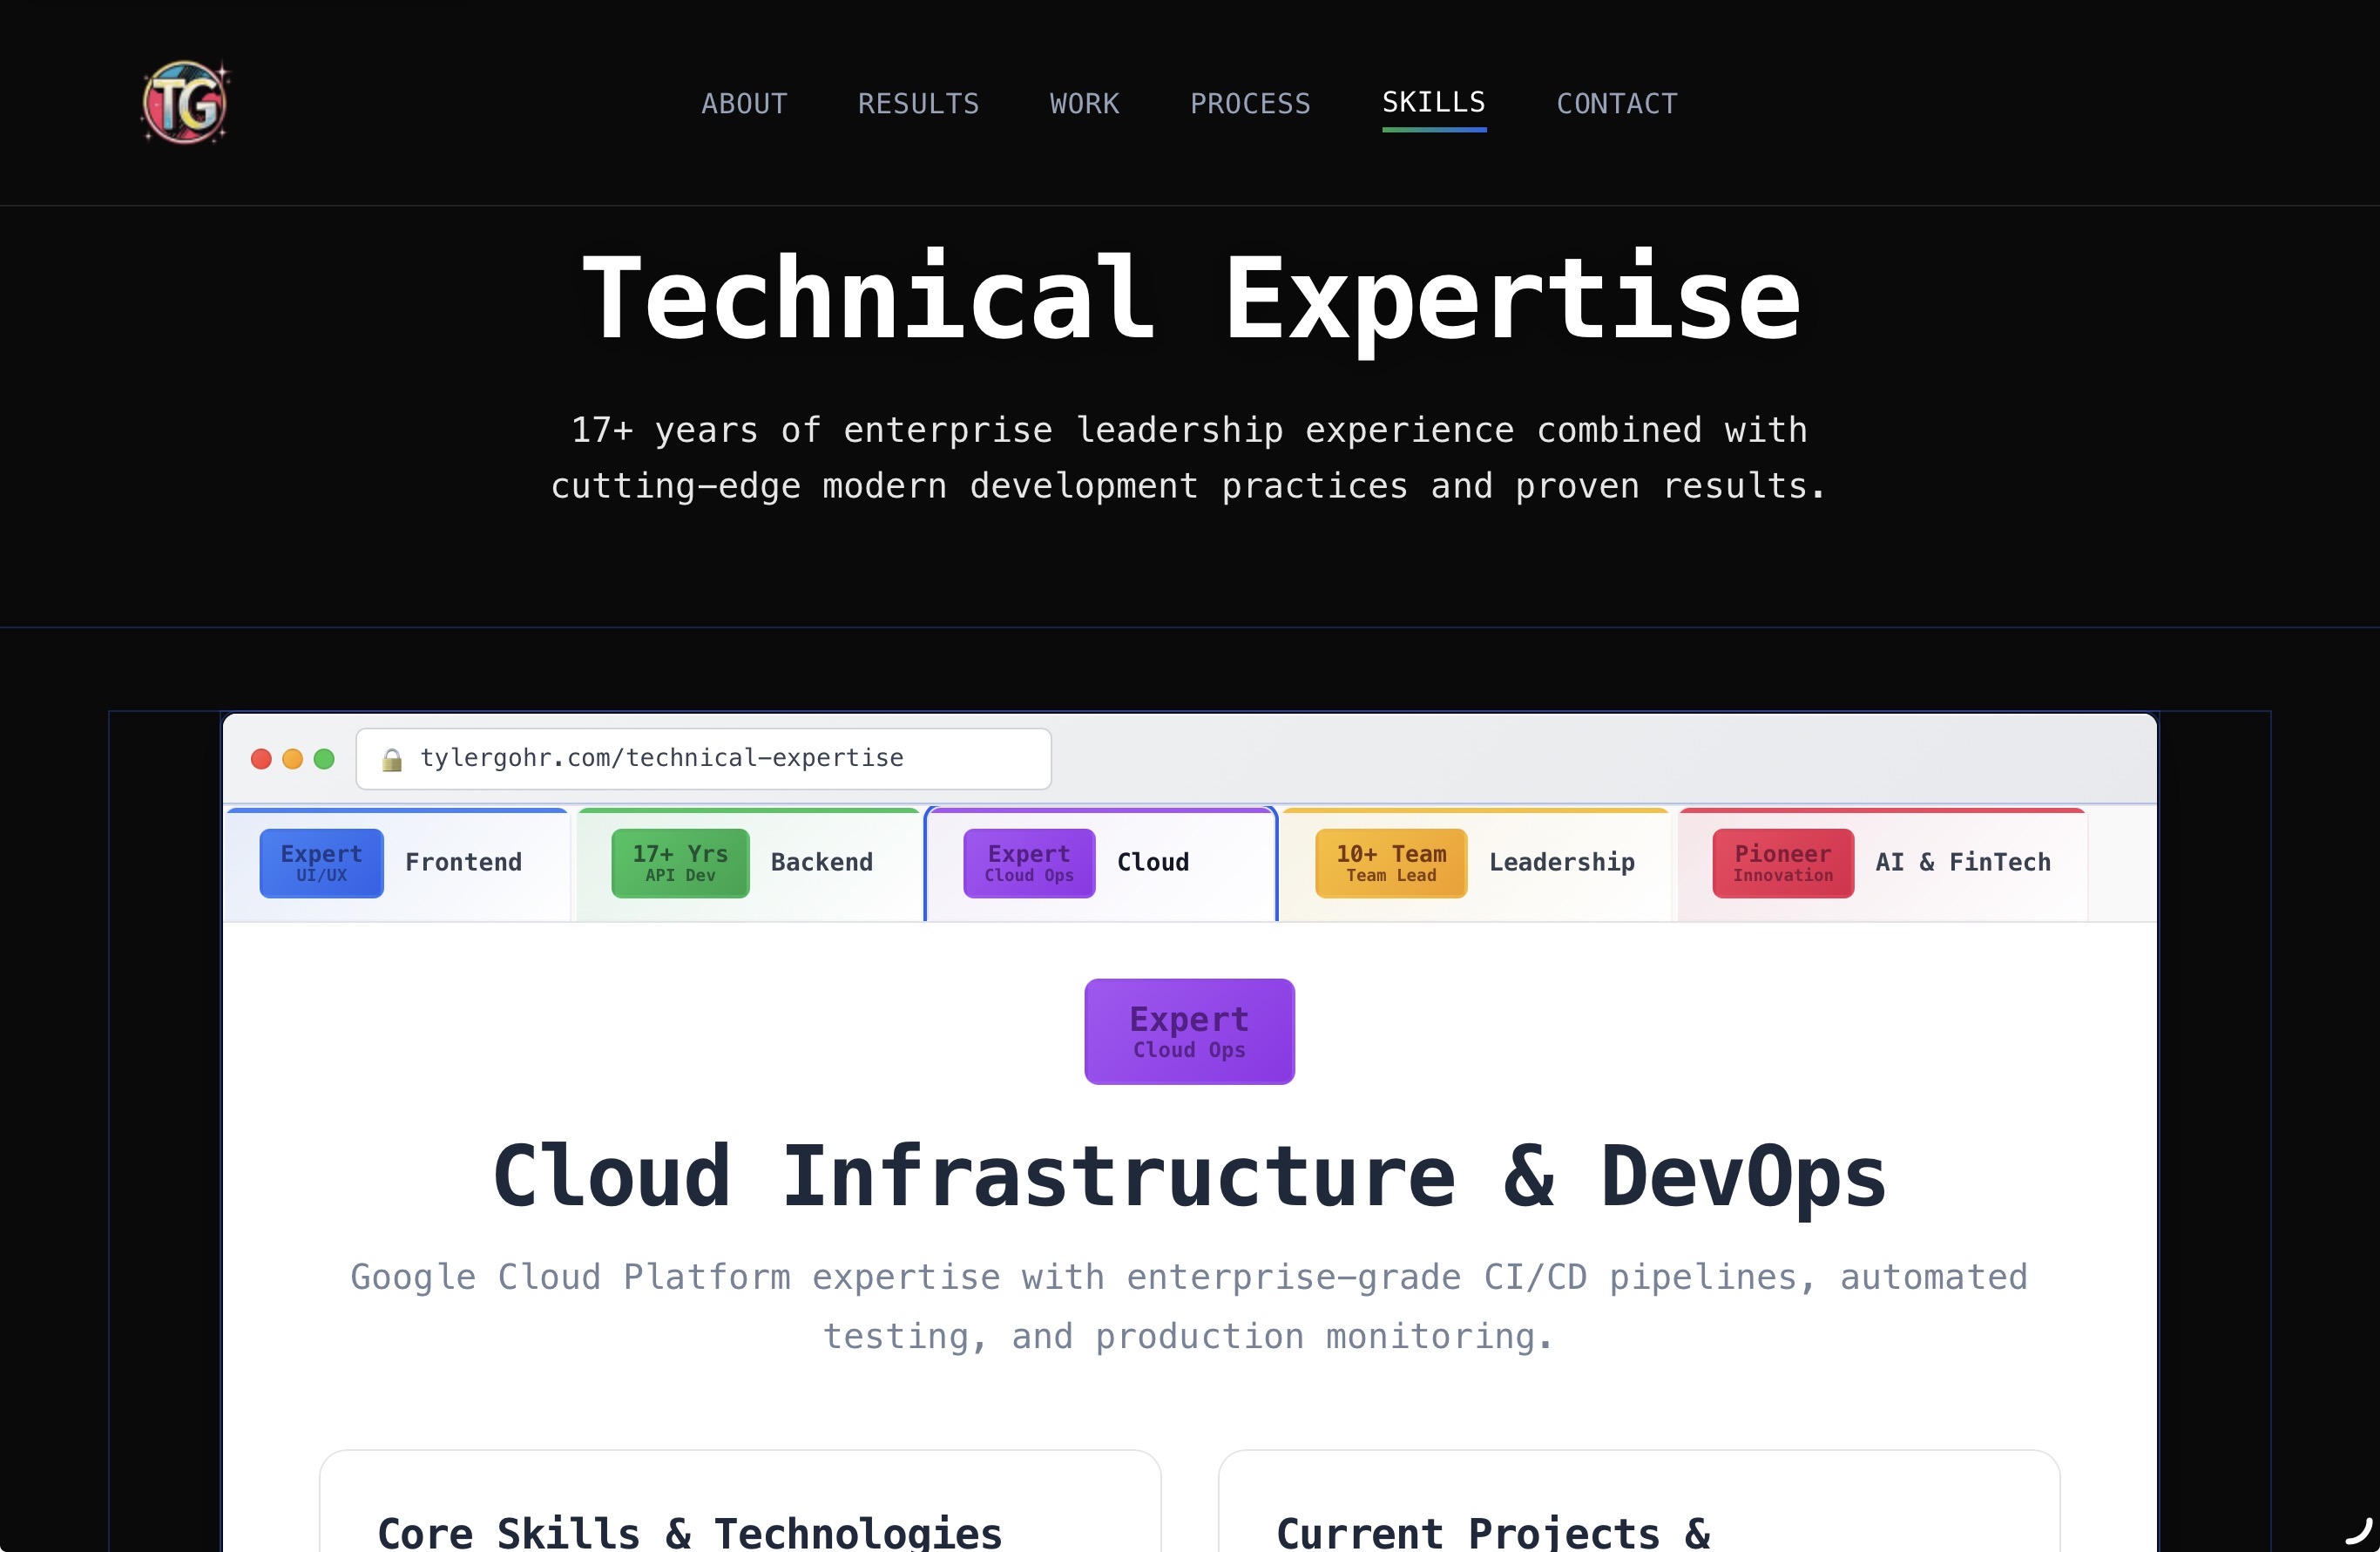 TG
ABOUT RESULTS WORK PROCESS SKILLS CONTACT
Technical Expertise
17+ years of enterprise leadership experience combined with
cutting-edge modern development practices and proven results.
tylergohr.com/technical-expertise
Expert
UI/UX
Frontend
17+ Yrs
API Dev
Backend
Expert
Cloud Ops
Cloud
10+ Team
Team Lead
Leadership
Pioneer
Innovation
AI & FinTech
Expert
Cloud Ops
Cloud Infrastructure & DevOps
Google Cloud Platform expertise with enterprise-grade CI/CD pipelines, automated
testing, and production monitoring.
Core Skills & Technologies
Current Projects &